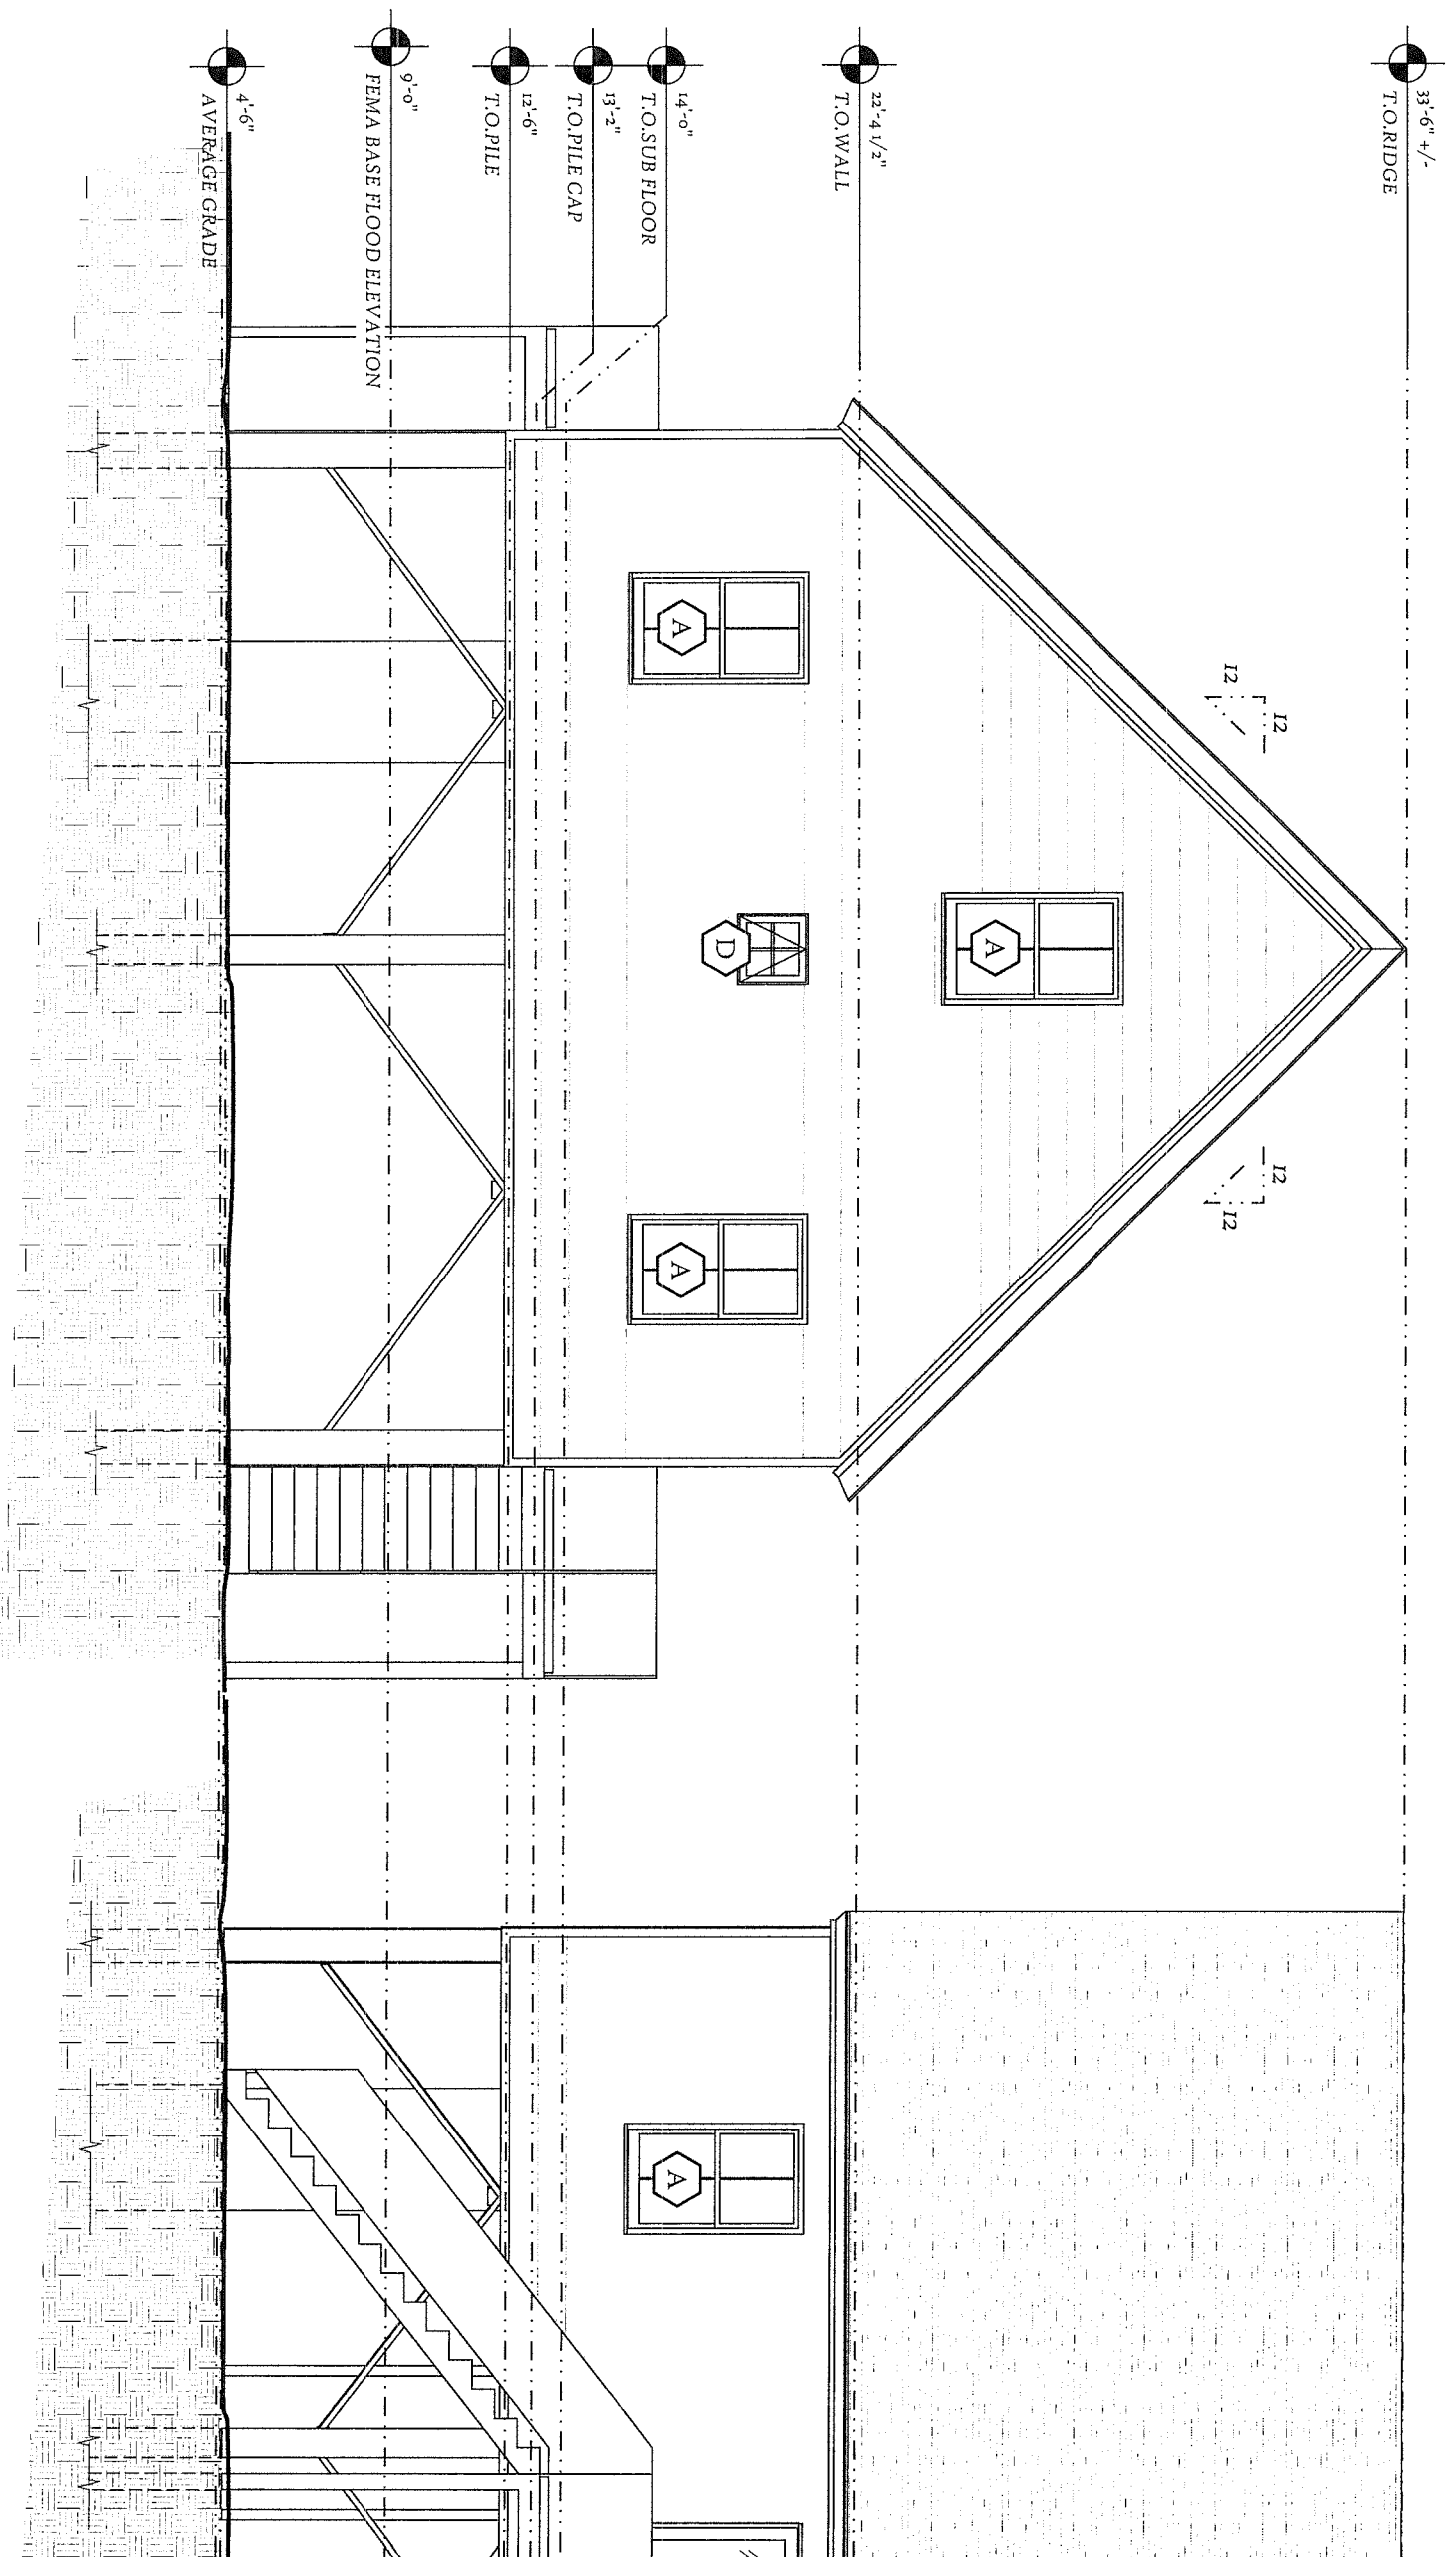 33'-6" +/-
T.O.RIDGE
22'-4 1/2"
T.O.WALL
14'-0"
T.O.SUB FLOOR
13'-2"
T.O.PILE CAP
12'-6"
T.O.PILE
9'-0"
FEMA BASE FLOOD ELEVATION
4'-6"
AVERAGE GRADE
12
12
12
12
A
A
D
A
A